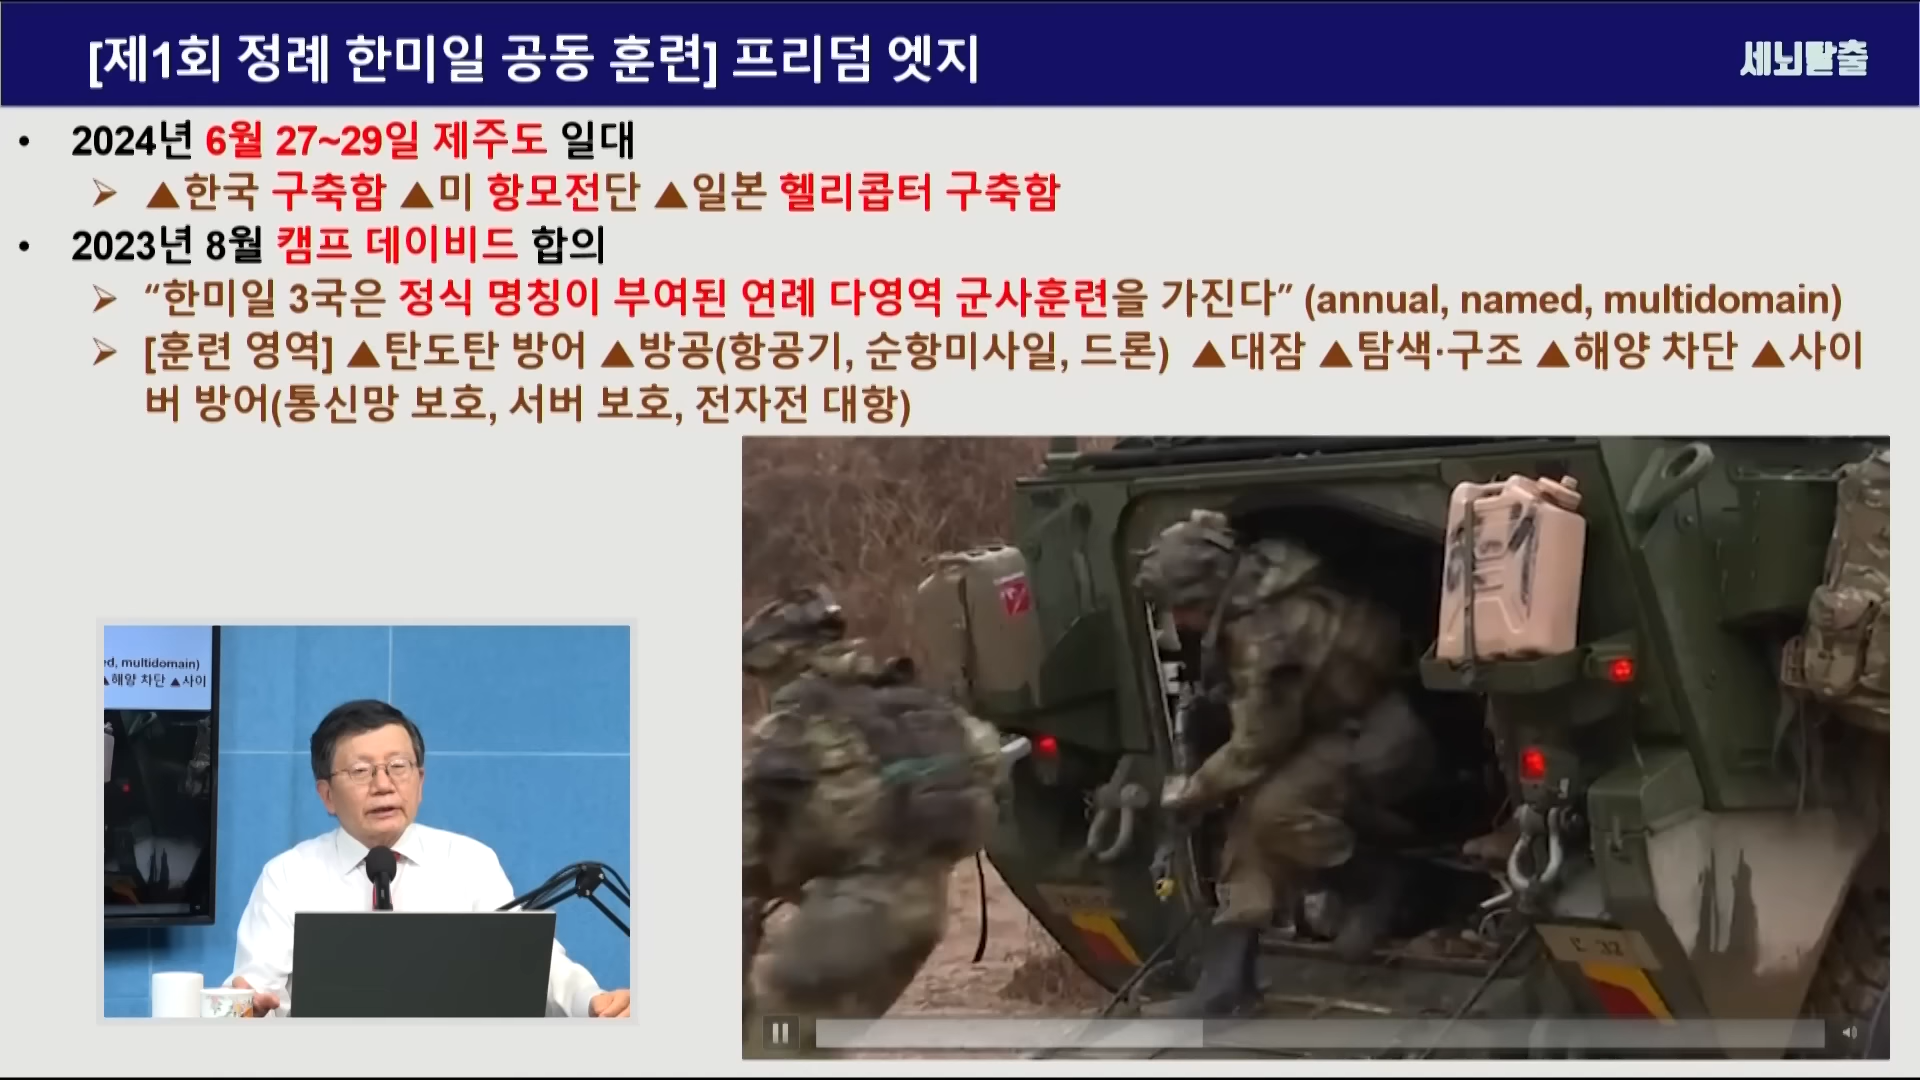 [제1회 정례 한미일 공동 훈련] 프리덤 엣지
세뇌탈출
• 2024년 6월 27~29일 제주도 일대
➢ ▲한국 구축함 ▲미 항모전단 ▲일본 헬리콥터 구축함
• 2023년 8월 캠프 데이비드 합의
➢ “한미일 3국은 정식 명칭이 부여된 연례 다영역 군사훈련을 가진다” (annual, named, multidomain)
➢ [훈련 영역] ▲탄도탄 방어 ▲방공(항공기, 순항미사일, 드론) ▲대잠 ▲탐색·구조 ▲해양 차단 ▲사이
버 방어(통신망 보호, 서버 보호, 전자전 대항)
ed, multidomain)
▲해양 차단 ▲사이